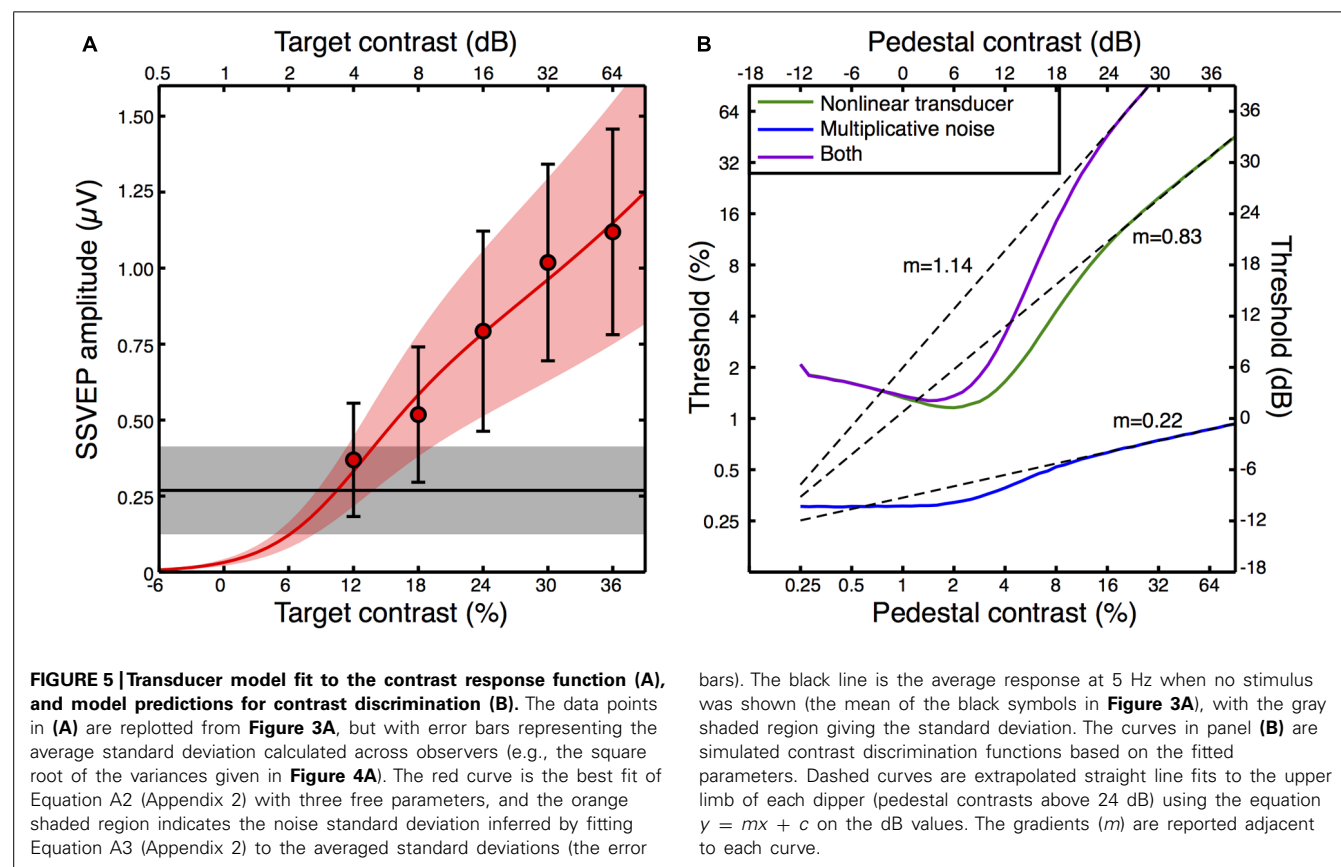 A
Target contrast (dB)
0.5 1 2 4 8 16 32 64
1.50
1.25
1.00
0.75
0.50
0.25
0
SSVEP amplitude (µV)
-6 0 6 12 18 24 30 36
Target contrast (%)
B
Pedestal contrast (dB)
-18 -12 -6 0 6 12 18 24 30 36
Nonlinear transducer
Multiplicative noise
Both
64
32
16
8
4
2
1
0.5
0.25
Threshold (%)
m=1.14
m=0.83
m=0.22
36
30
24
18
12
6
0
-6
-12
-18
Threshold (dB)
0.25 0.5 1 2 4 8 16 32 64
Pedestal contrast (%)
FIGURE 5 | Transducer model fit to the contrast response function (A),
and model predictions for contrast discrimination (B). The data points
in (A) are replotted from Figure 3A, but with error bars representing the
average standard deviation calculated across observers (e.g., the square
root of the variances given in Figure 4A). The red curve is the best fit of
Equation A2 (Appendix 2) with three free parameters, and the orange
shaded region indicates the noise standard deviation inferred by fitting
Equation A3 (Appendix 2) to the averaged standard deviations (the error
bars). The black line is the average response at 5 Hz when no stimulus
was shown (the mean of the black symbols in Figure 3A), with the gray
shaded region giving the standard deviation. The curves in panel (B) are
simulated contrast discrimination functions based on the fitted
parameters. Dashed curves are extrapolated straight line fits to the upper
limb of each dipper (pedestal contrasts above 24 dB) using the equation
y = mx + c on the dB values. The gradients (m) are reported adjacent
to each curve.